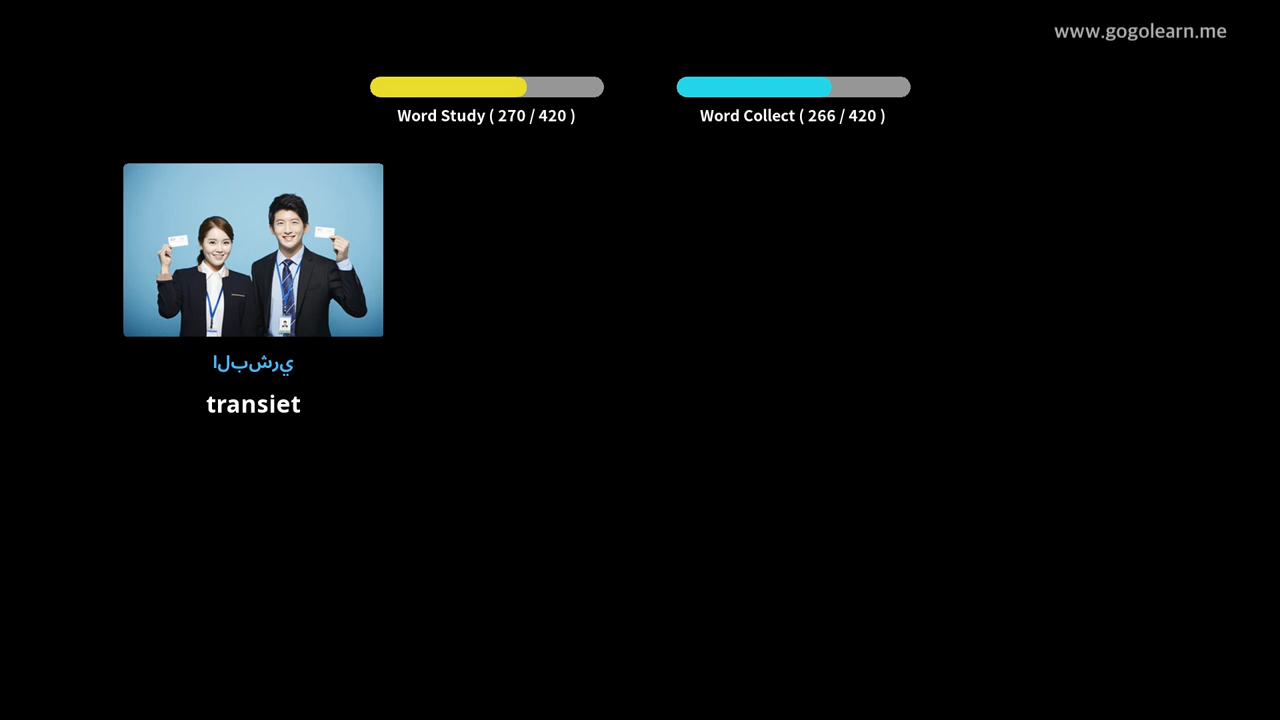 www.gogolearn.me
Word Study ( 270 / 420 )
Word Collect ( 266 / 420 )
البشري
transiet